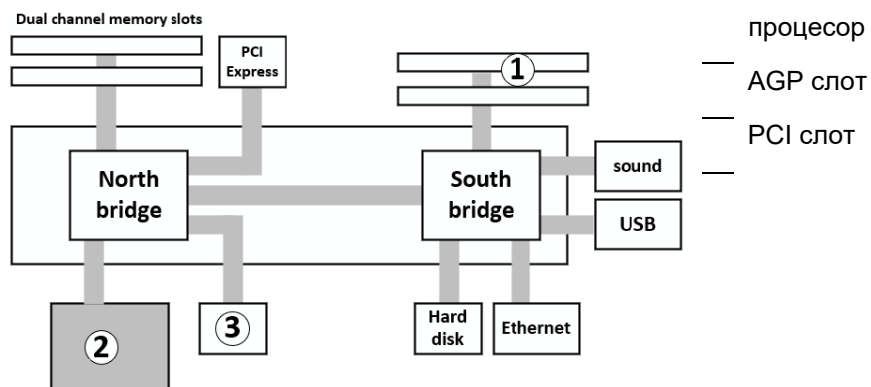 Dual channel memory slots
PCI
Express
1
North
bridge
South
bridge
sound
USB
2
3
Hard
disk
Ethernet
процесор
АGP слот
PCI слот